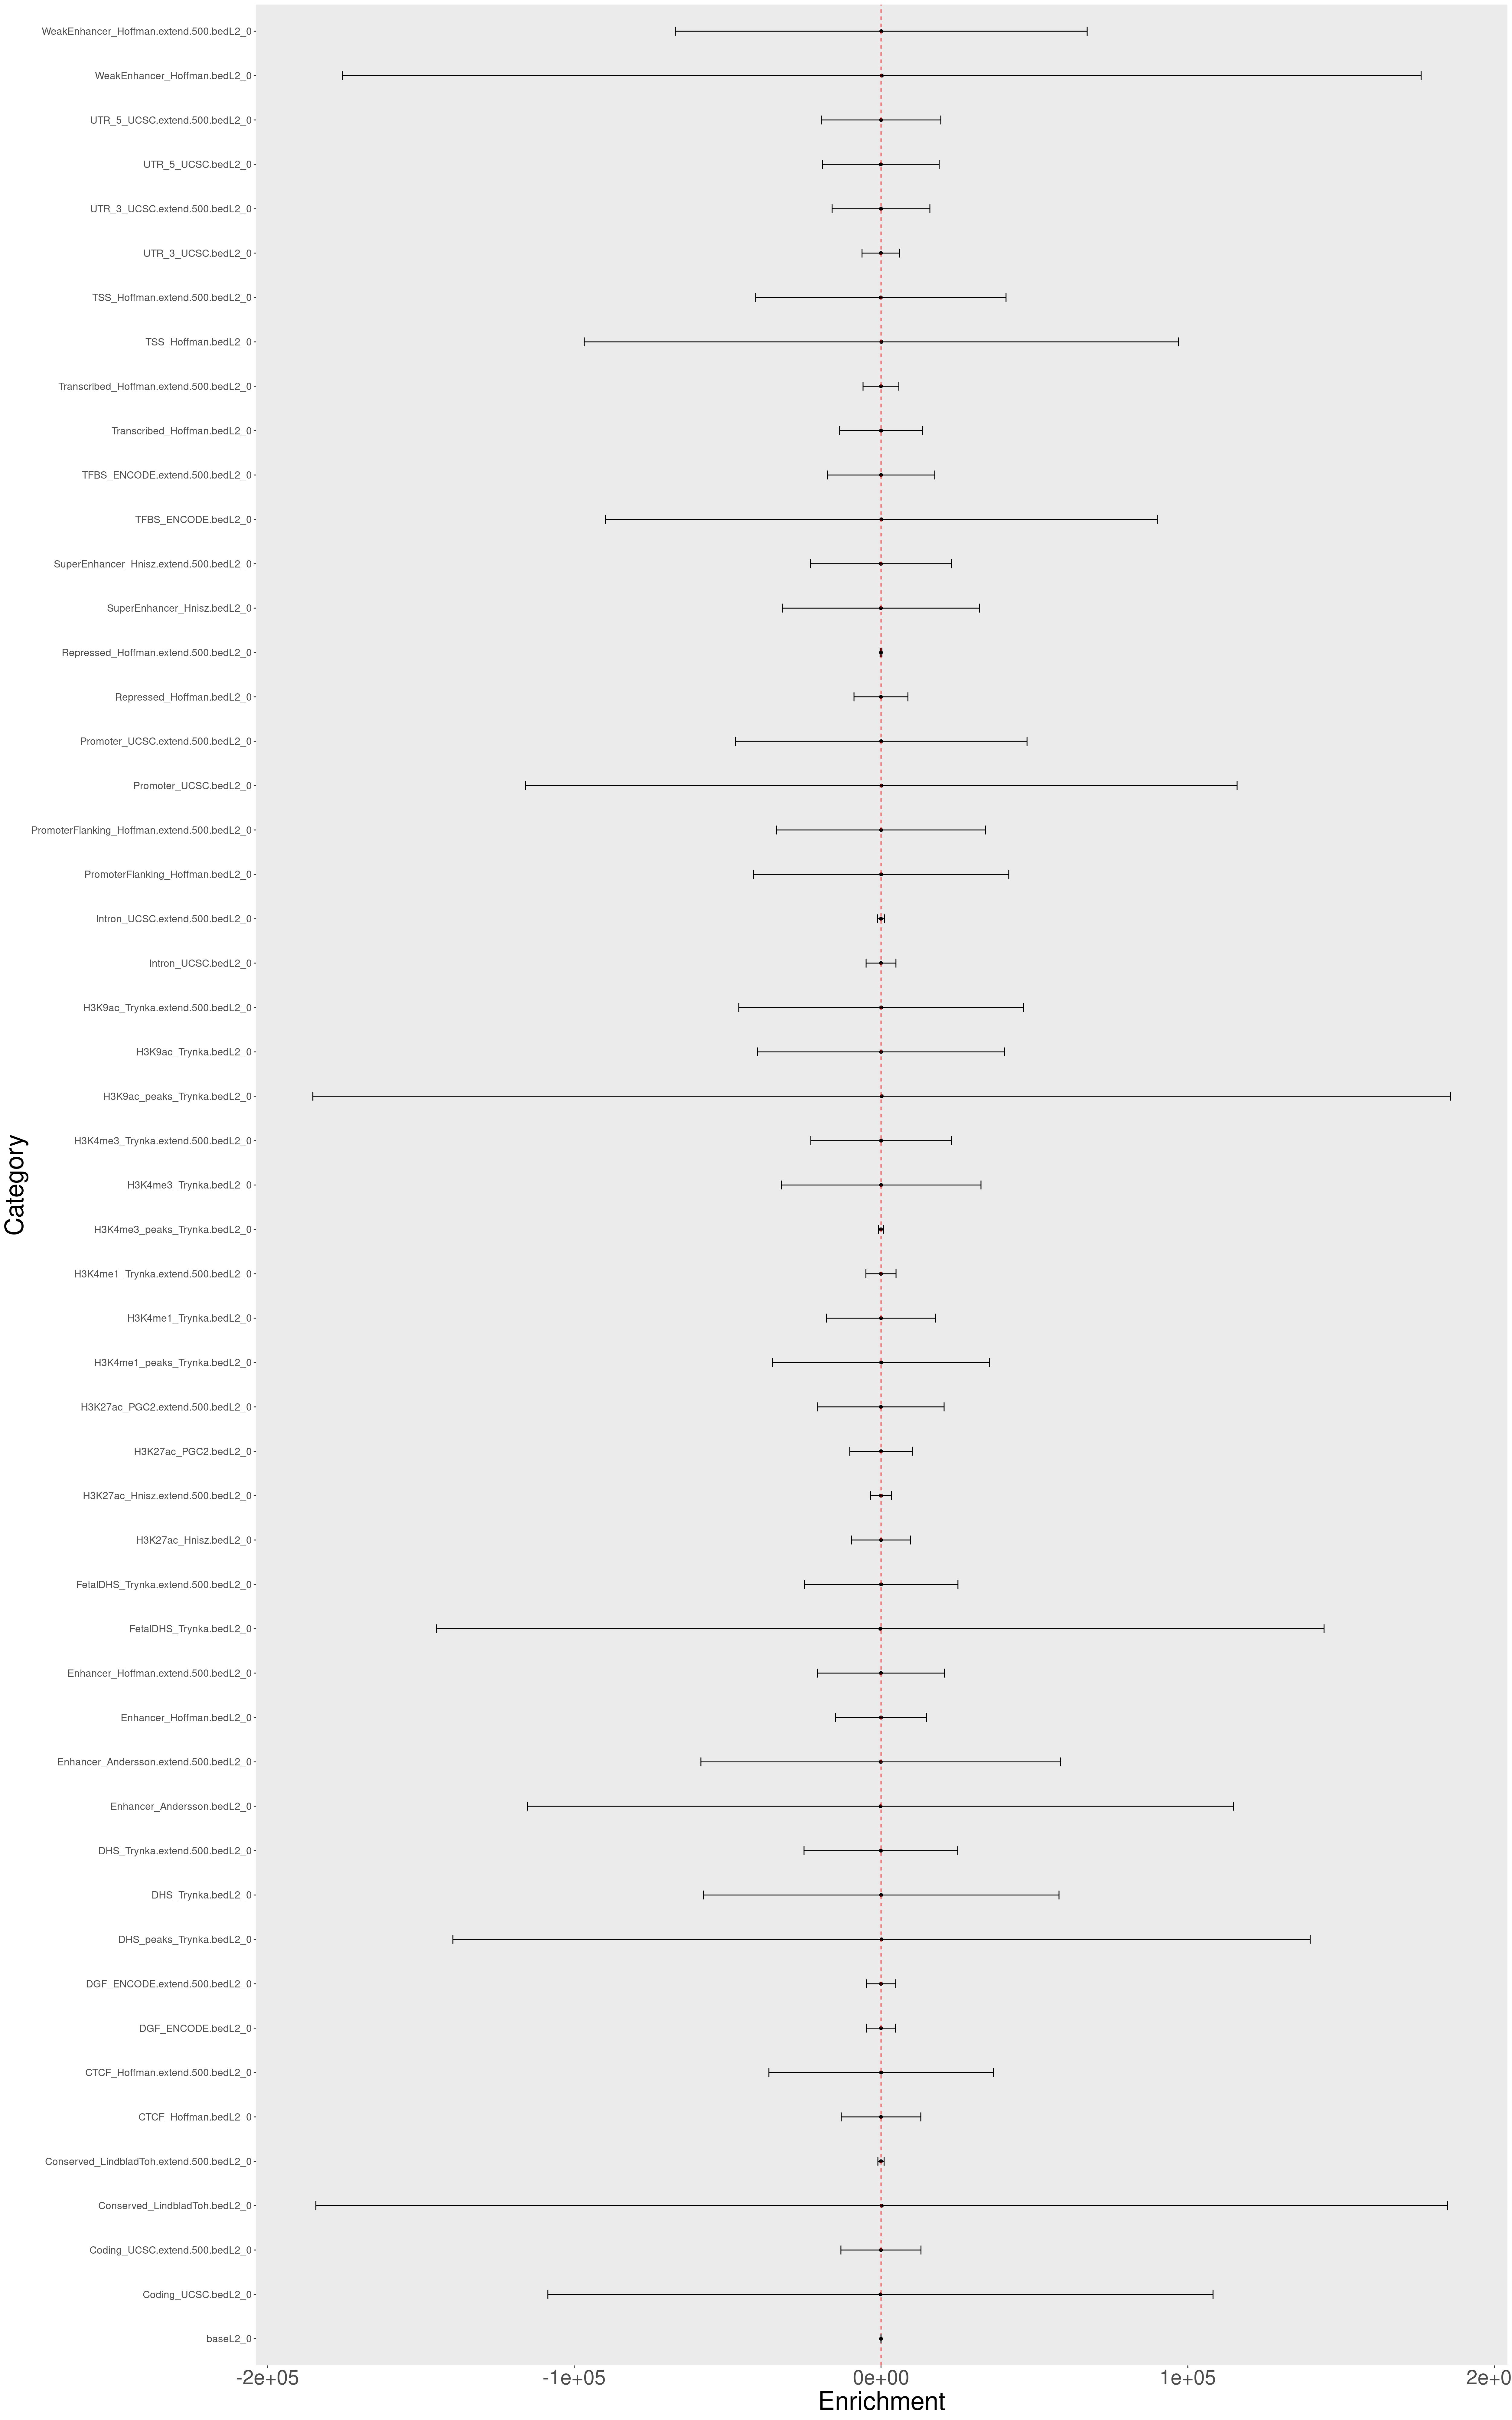 WeakEnhancer_Hoffman.extend.500.bedL2_0
WeakEnhancer_Hoffman.bedL2_0
UTR_5_UCSC.extend.500.bedL2_0
UTR_5_UCSC.bedL2_0
UTR_3_UCSC.extend.500.bedL2_0
UTR_3_UCSC.bedL2_0
TSS_Hoffman.extend.500.bedL2_0
TSS_Hoffman.bedL2_0
Transcribed_Hoffman.extend.500.bedL2_0
Transcribed_Hoffman.bedL2_0
TFBS_ENCODE.extend.500.bedL2_0
TFBS_ENCODE.bedL2_0
SuperEnhancer_Hnisz.extend.500.bedL2_0
SuperEnhancer_Hnisz.bedL2_0
Repressed_Hoffman.extend.500.bedL2_0
Repressed_Hoffman.bedL2_0
Promoter_UCSC.extend.500.bedL2_0
Promoter_UCSC.bedL2_0
PromoterFlanking_Hoffman.extend.500.bedL2_0
PromoterFlanking_Hoffman.bedL2_0
Intron_UCSC.extend.500.bedL2_0
Intron_UCSC.bedL2_0
H3K9ac_Trynka.extend.500.bedL2_0
H3K9ac_Trynka.bedL2_0
H3K9ac_peaks_Trynka.bedL2_0
H3K4me3_Trynka.extend.500.bedL2_0
H3K4me3_Trynka.bedL2_0
H3K4me3_peaks_Trynka.bedL2_0
H3K4me1_Trynka.extend.500.bedL2_0
H3K4me1_Trynka.bedL2_0
H3K4me1_peaks_Trynka.bedL2_0
H3K27ac_PGC2.extend.500.bedL2_0
H3K27ac_PGC2.bedL2_0
H3K27ac_Hnisz.extend.500.bedL2_0
H3K27ac_Hnisz.bedL2_0
FetalDHS_Trynka.extend.500.bedL2_0
FetalDHS_Trynka.bedL2_0
Enhancer_Hoffman.extend.500.bedL2_0
Enhancer_Hoffman.bedL2_0
Enhancer_Andersson.extend.500.bedL2_0
Enhancer_Andersson.bedL2_0
DHS_Trynka.extend.500.bedL2_0
DHS_Trynka.bedL2_0
DHS_peaks_Trynka.bedL2_0
DGF_ENCODE.extend.500.bedL2_0
DGF_ENCODE.bedL2_0
CTCF_Hoffman.extend.500.bedL2_0
CTCF_Hoffman.bedL2_0
Conserved_LindbladToh.extend.500.bedL2_0
Conserved_LindbladToh.bedL2_0
Coding_UCSC.extend.500.bedL2_0
Coding_UCSC.bedL2_0
baseL2_0
Category
-2e+05 -1e+05 0e+00 1e+05 2e+0
Enrichment